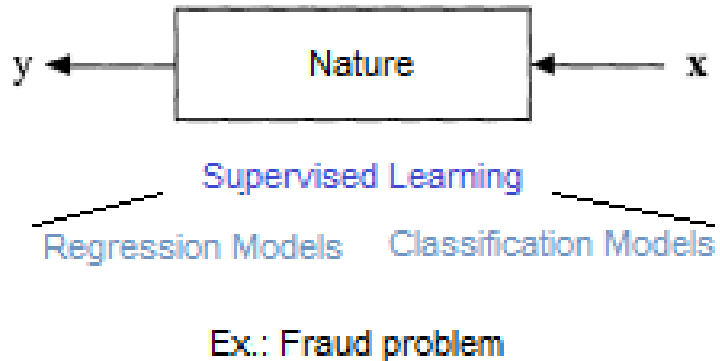 y Nature x
Supervised Learning
Regression Models Classification Models
Ex.: Fraud problem